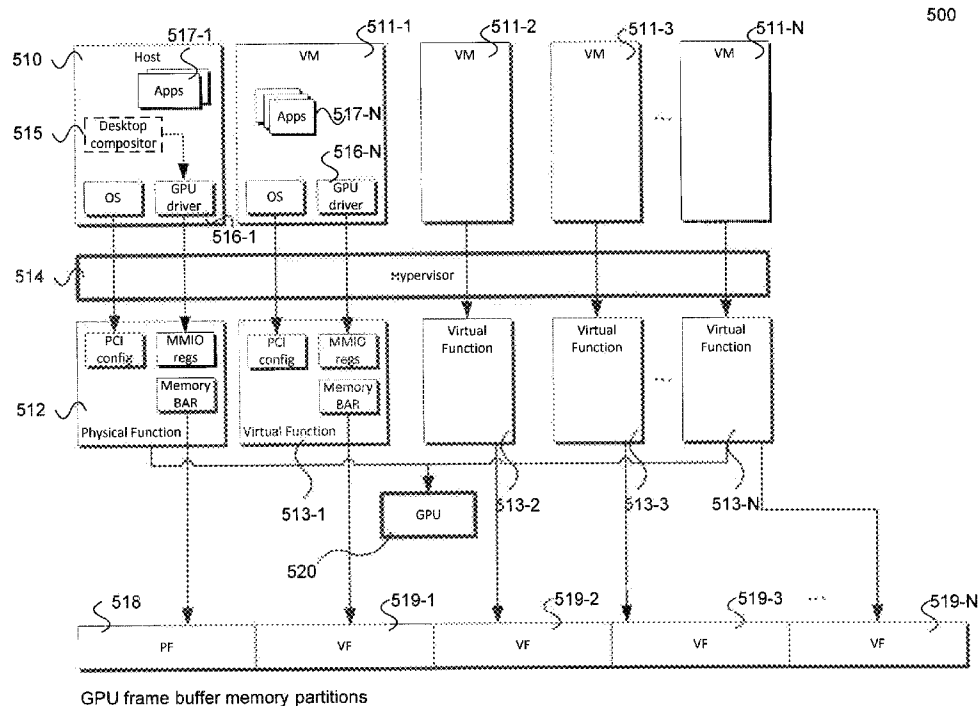 500
517-1
511-1
511-2
511-3
511-N
510
Host
VM
VM
VM
VM
Apps
Apps
517-N
...
515
Desktop
compositor
516-N
OS
GPU
driver
OS
GPU
driver
516-1
514
Hypervisor
PCI
config
MMIO
regs
PCI
config
MMIO
regs
Virtual
Function
Virtual
Function
Virtual
Function
Memory
BAR
Memory
BAR
...
512
Physical Function
Virtual Function
513-1
GPU
513-2
513-3
513-N
520
518
519-1
519-2
519-3
...
519-N
PF
VF
VF
VF
VF
GPU frame buffer memory partitions